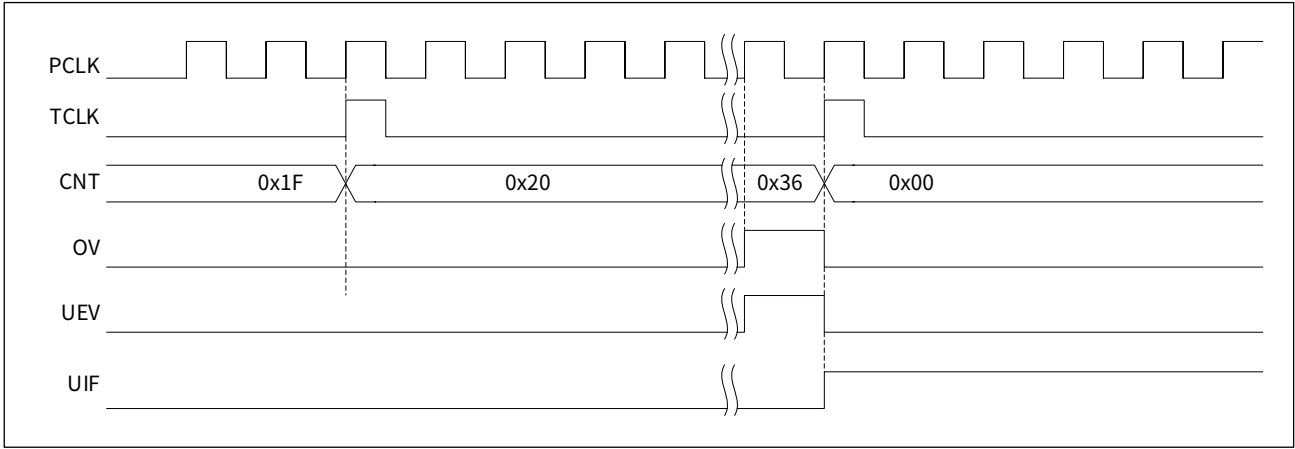 PCLK
TCLK
CNT 0x1F 0x20 0x36 0x00
OV
UEV
UIF